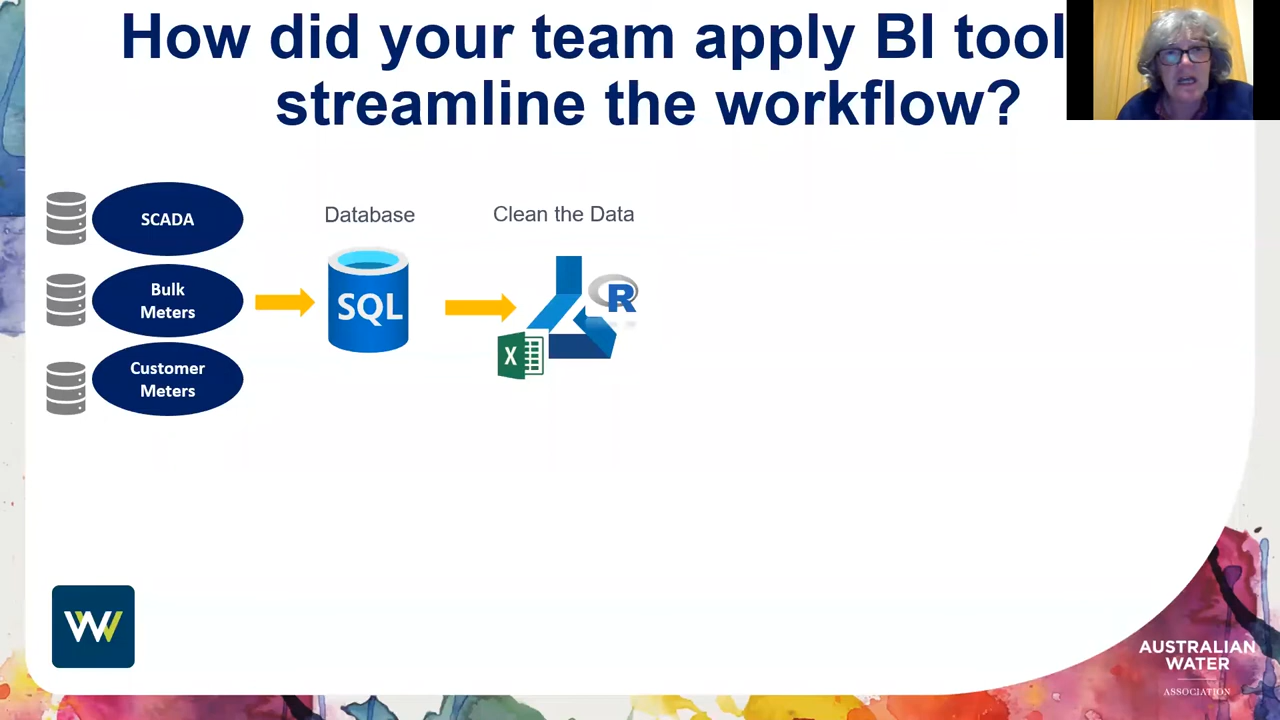 How did your team apply BI tool
streamline the workflow?
SCADA
Bulk
Meters
Customer
Meters
Database
SQL
Clean the Data
R
X
W
AUSTRALIAN
WATER
ASSOCIATION